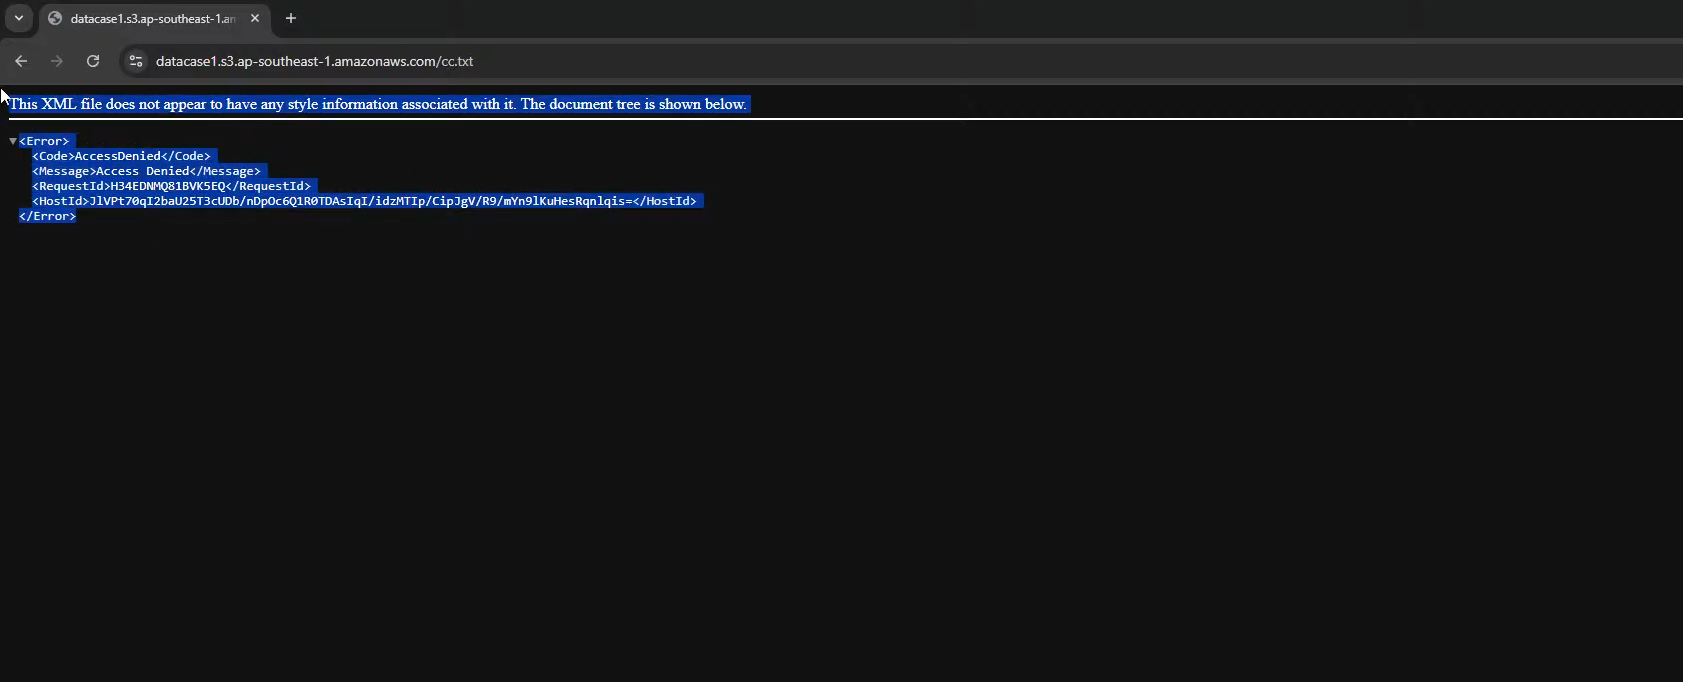 datacase1.s3.ap-southeast-1.am
datacase1.s3.ap-southeast-1.amazonaws.com/cc.txt
This XML file does not appear to have any style information associated with it. The document tree is shown below.
<Error>
<Code>AccessDenied</Code>
<Message>Access Denied</Message>
<RequestId>H34EDNMQ81BVK5EQ</RequestId>
<HostId>JlVPt70qI2baU25T3cUDb/nDpOc6Q1R0TDAsIqI/idzMTIp/CipJgV/R9/mYn9lKuHesRqnlqis=</HostId>
</Error>